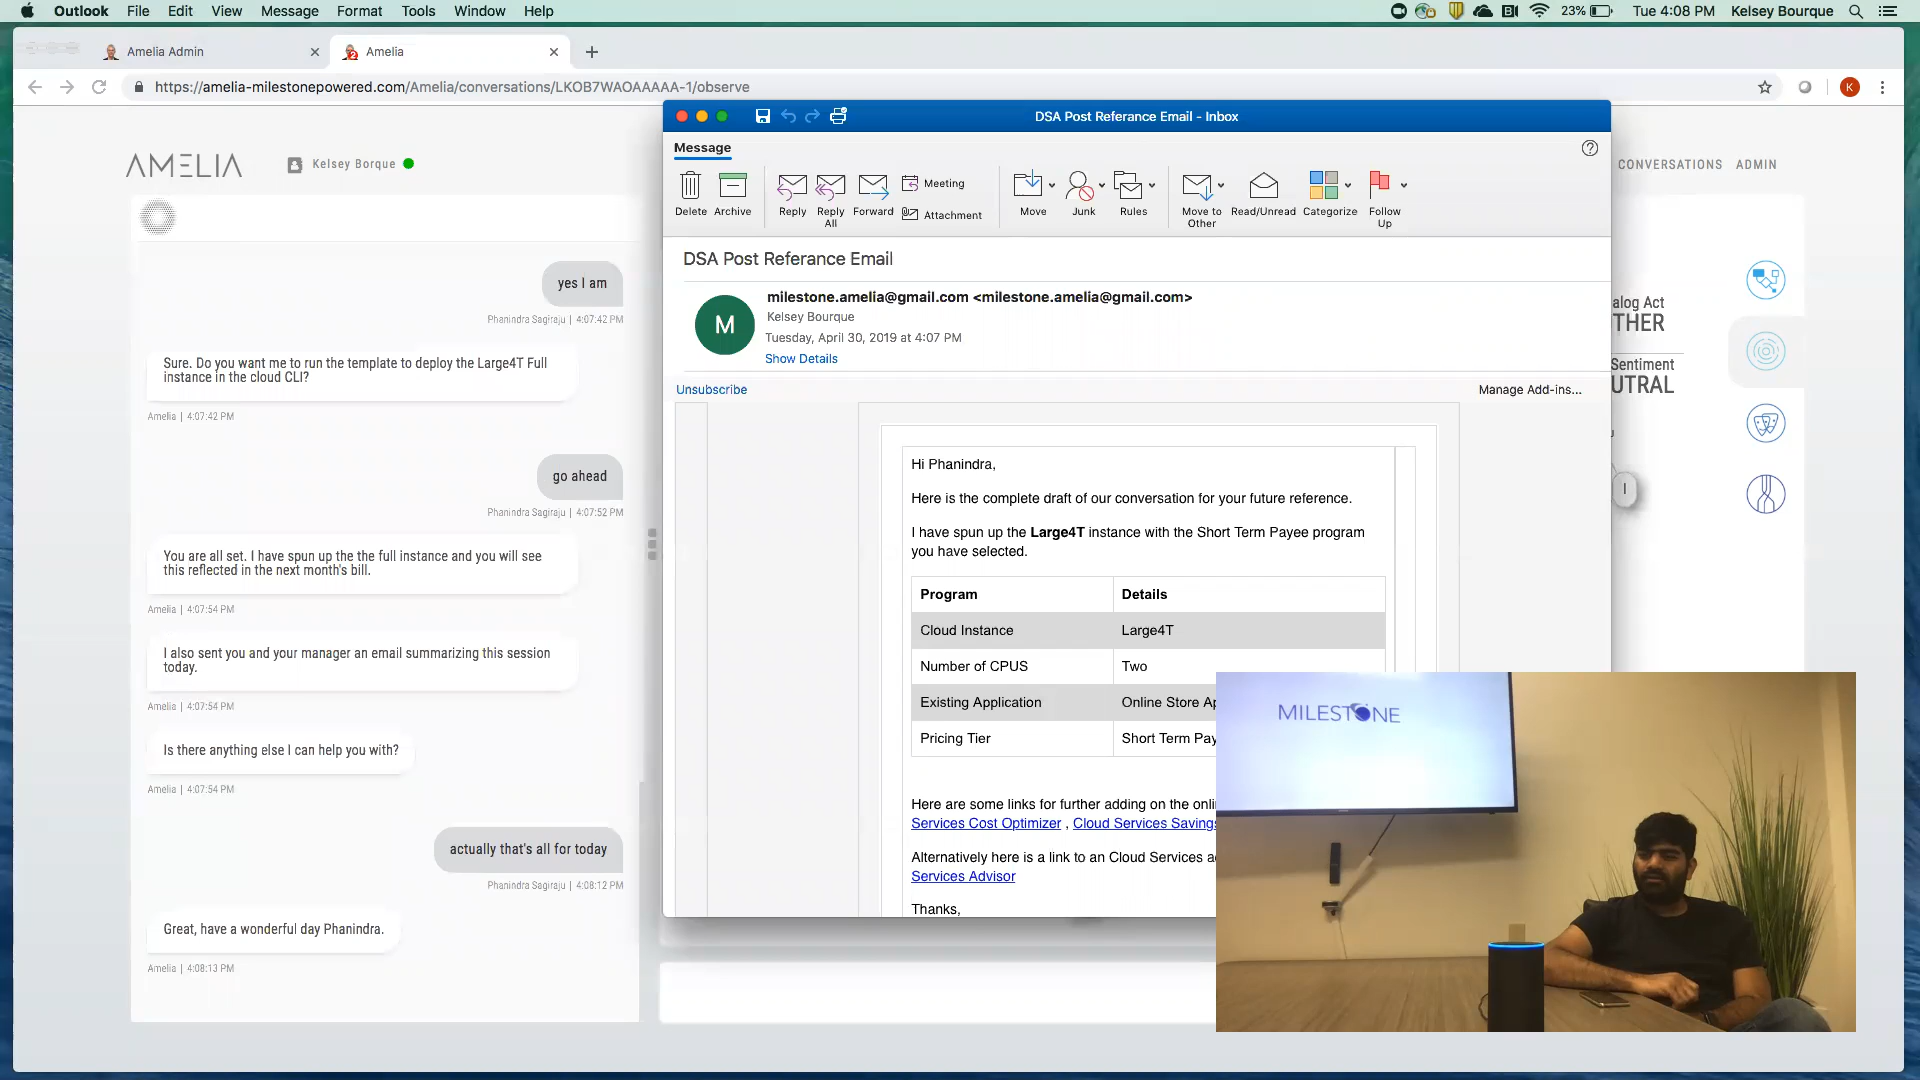 Outlook File Edit View Message Format Tools Window Help
23% Tue 4:08 PM Kelsey Bourque
Amelia Admin
Amelia
https://amelia-milestonepowered.com/Amelia/conversations/LKOB7WAOAAAAA-1/observe
K
AMELIA
Kelsey Borque
CONVERSATIONS ADMIN
yes I am
Phanindra Sagiraju | 4:07:42 PM
Sure. Do you want me to run the template to deploy the Large4T Full
instance in the cloud CLI?
Amelia | 4:07:42 PM
go ahead
Phanindra Sagiraju | 4:07:52 PM
You are all set. I have spun up the the full instance and you will see
this reflected in the next month's bill.
Amelia | 4:07:54 PM
I also sent you and your manager an email summarizing this session
today.
Amelia | 4:07:54 PM
Is there anything else I can help you with?
Amelia | 4:07:54 PM
actually that's all for today
Phanindra Sagiraju | 4:08:12 PM
Great, have a wonderful day Phanindra.
Amelia | 4:08:13 PM
DSA Post Referance Email - Inbox
Message
Delete
Archive
Reply
Reply All
Forward
Meeting
Attachment
Move
Junk
Rules
Move to Other
Read/Unread
Categorize
Follow Up
DSA Post Referance Email
M
milestone.amelia@gmail.com <milestone.amelia@gmail.com>
Kelsey Bourque
Tuesday, April 30, 2019 at 4:07 PM
Show Details
Unsubscribe
Manage Add-ins...
Hi Phanindra,
Here is the complete draft of our conversation for your future reference.
I have spun up the Large4T instance with the Short Term Payee program
you have selected.
Program Details
Cloud Instance Large4T
Number of CPUS Two
Existing Application Online Store Ap
Pricing Tier Short Term Pay
Here are some links for further adding on the onli
Services Cost Optimizer , Cloud Services Savings
Alternatively here is a link to an Cloud Services a
Services Advisor
Thanks,
alog Act
THER
Sentiment
UTRAL
MILESTONE